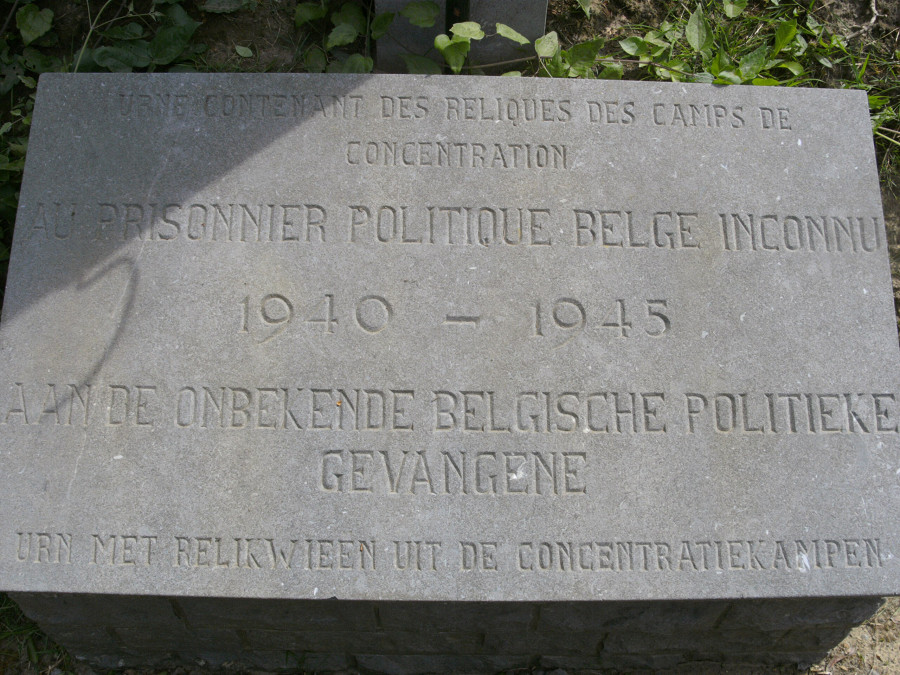 URNE CONTENANT DES RELIQUES DES CAMPS DE
CONCENTRATION
AU PRISONNIER POLITIQUE BELGE INCONNU
1940 - 1945
AAN DE ONBEKENDE BELGISCHE POLITIEKE
GEVANGENE
URN MET RELIKWIEEN UIT DE CONCENTRATIEKAMPEN